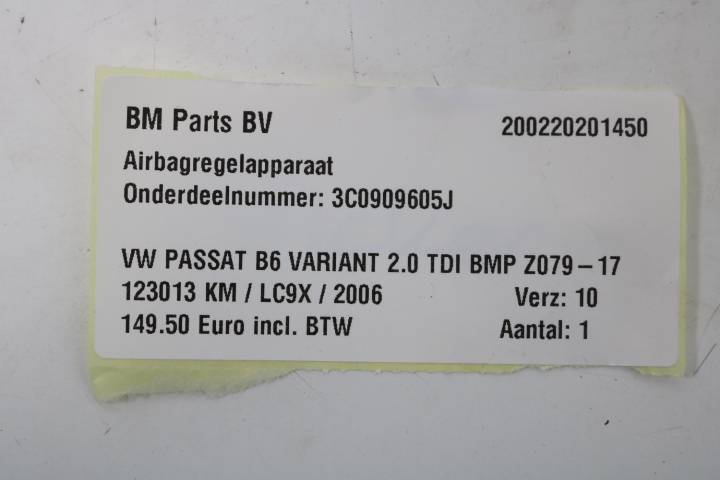 BM Parts BV 200220201450
Airbagregelapparaat
Onderdeelnummer: 3C0909605J
VW PASSAT B6 VARIANT 2.0 TDI BMP Z079-17
123013 KM / LC9X / 2006 Verz: 10
149.50 Euro incl. BTW Aantal: 1